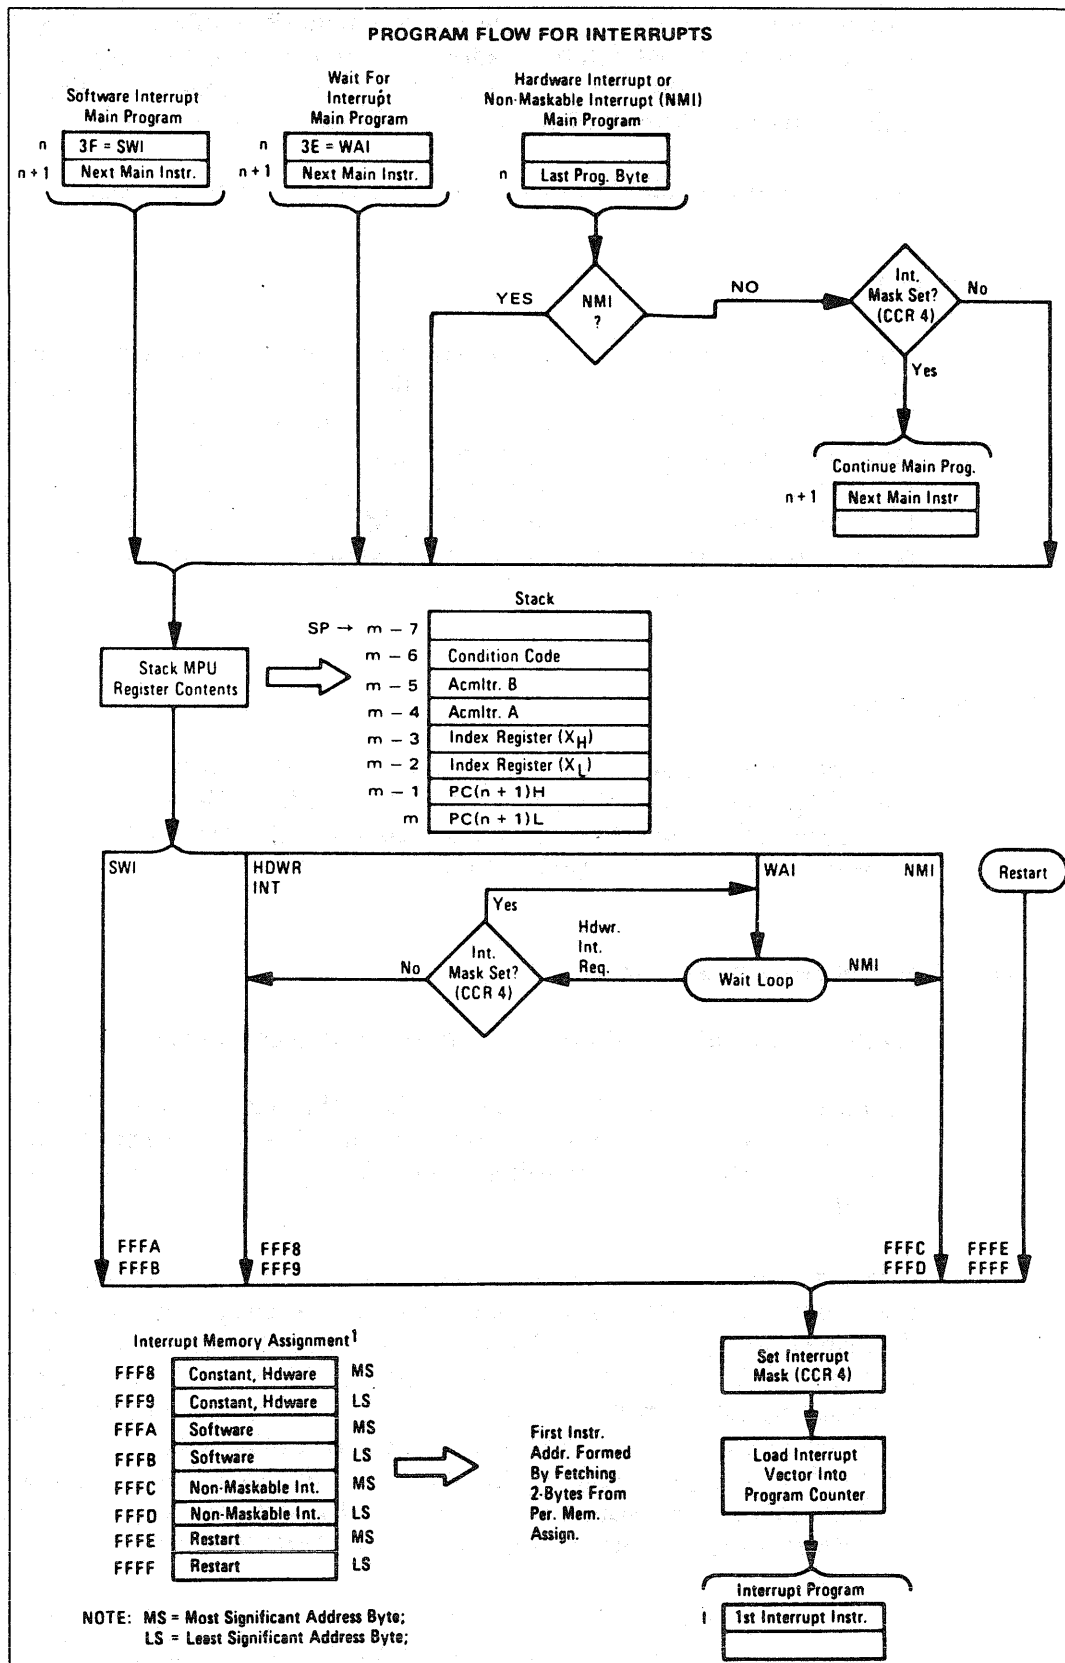 PROGRAM FLOW FOR INTERRUPTS
Software Interrupt
Main Program
n 3F = SWI
n + 1 Next Main Instr.
Wait For
Interrupt
Main Program
n 3E = WAI
n + 1 Next Main Instr.
Hardware Interrupt or
Non-Maskable Interrupt (NMI)
Main Program
n Last Prog. Byte
YES
NMI
?
NO
Int.
Mask Set?
(CCR 4)
No
Yes
Continue Main Prog.
n + 1 Next Main Instr
Stack MPU
Register Contents
Stack
SP → m − 7
m − 6 Condition Code
m − 5 Acmltr. B
m − 4 Acmltr. A
m − 3 Index Register (XH)
m − 2 Index Register (XL)
m − 1 PC(n + 1)H
m PC(n + 1)L
SWI
HDWR
INT
WAI
NMI
Restart
Yes
Int.
Mask Set?
(CCR 4)
No
Hdwr.
Int.
Req.
Wait Loop
NMI
FFFA
FFFB
FFF8
FFF9
FFFC
FFFD
FFFE
FFFF
Interrupt Memory Assignment1
FFF8 Constant, Hdware MS
FFF9 Constant, Hdware LS
FFFA Software MS
FFFB Software LS
FFFC Non-Maskable Int. MS
FFFD Non-Maskable Int. LS
FFFE Restart MS
FFFF Restart LS
NOTE: MS = Most Significant Address Byte;
LS = Least Significant Address Byte;
First Instr.
Addr. Formed
By Fetching
2-Bytes From
Per. Mem.
Assign.
Set Interrupt
Mask (CCR 4)
Load Interrupt
Vector Into
Program Counter
Interrupt Program
1st Interrupt Instr.